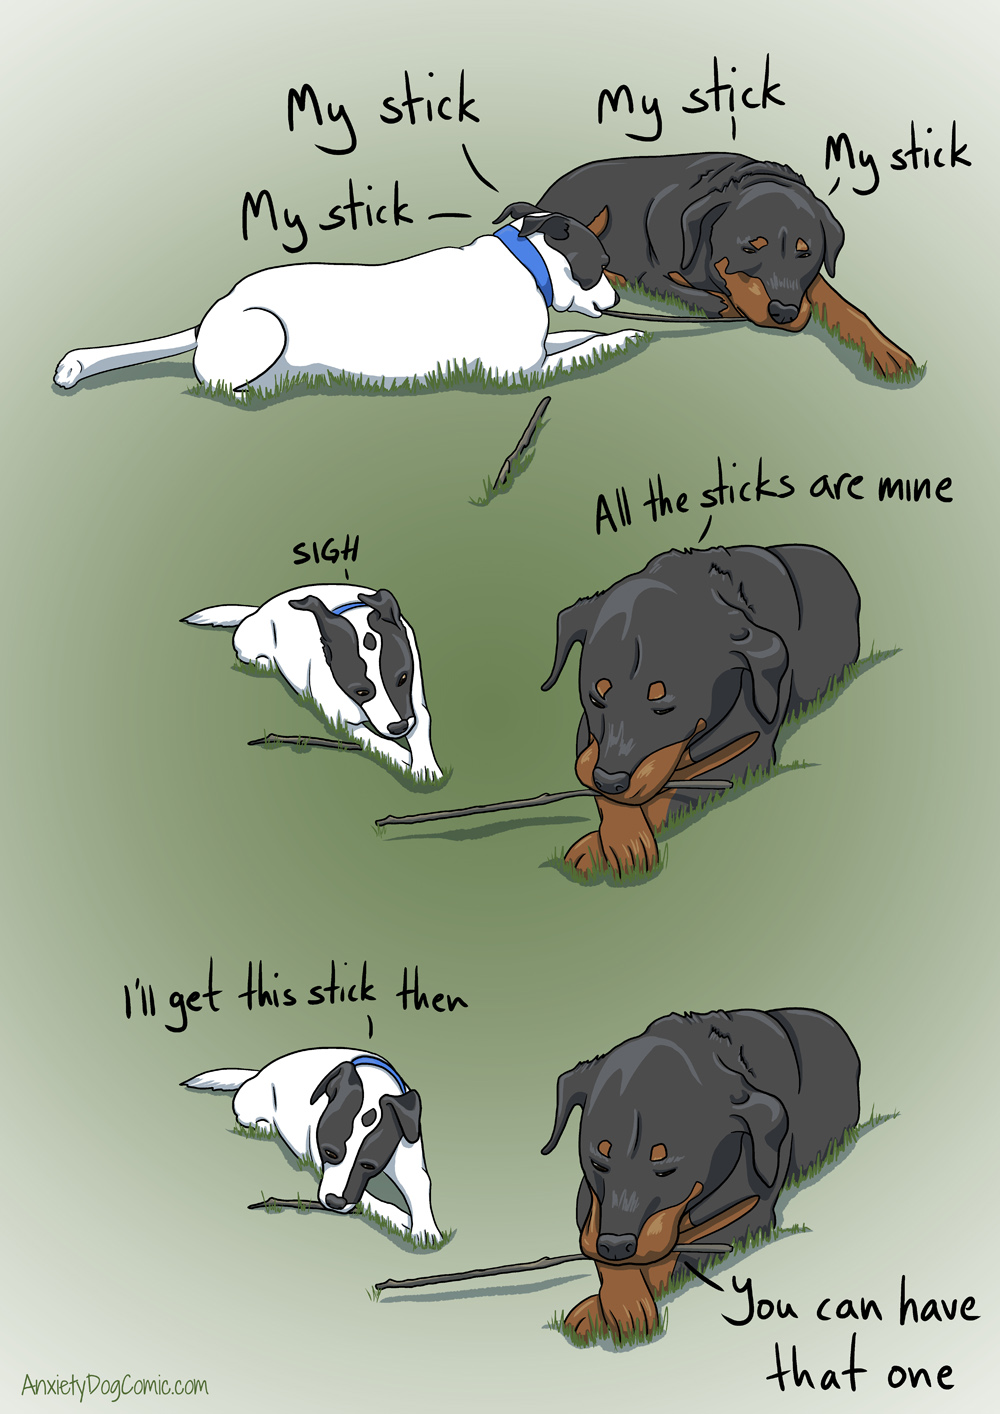 My stick
My stick
My stick
My stick
All the sticks are mine
SIGH
I'll get this stick then
You can have
that one
AnxietyDogComic.com